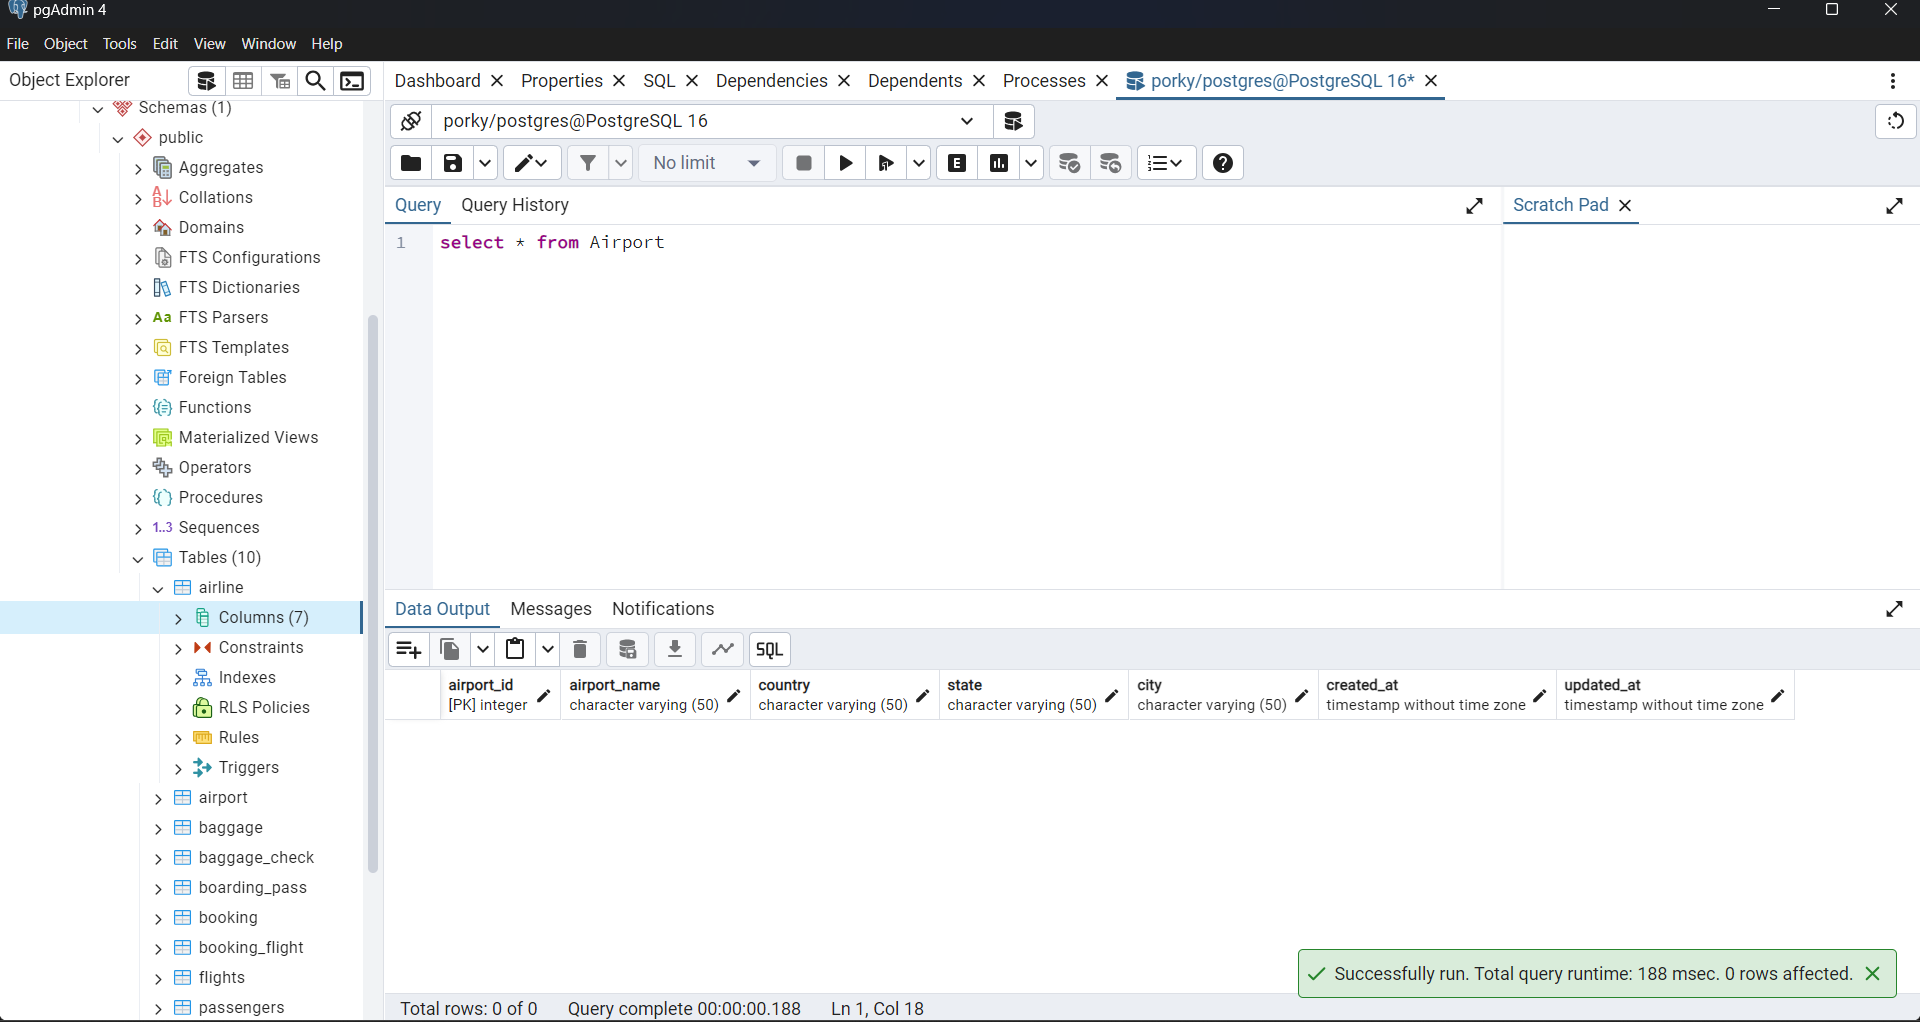 pgAdmin 4
File Object Tools Edit View Window Help
Object Explorer
Schemas (1)
public
Aggregates
Collations
Domains
FTS Configurations
FTS Dictionaries
Aa FTS Parsers
FTS Templates
Foreign Tables
Functions
Materialized Views
Operators
Procedures
1..3 Sequences
Tables (10)
airline
Columns (7)
Constraints
Indexes
RLS Policies
Rules
Triggers
airport
baggage
baggage_check
boarding_pass
booking
booking_flight
flights
passengers
Dashboard Properties SQL Dependencies Dependents Processes porky/postgres@PostgreSQL 16*
porky/postgres@PostgreSQL 16
No limit E
Query Query History
Scratch Pad
1 select * from Airport
Data Output Messages Notifications
SQL
airport_id airport_name country state city created_at updated_at
[PK] integer character varying (50) character varying (50) character varying (50) character varying (50) timestamp without time zone timestamp without time zone
Successfully run. Total query runtime: 188 msec. 0 rows affected.
Total rows: 0 of 0 Query complete 00:00:00.188 Ln 1, Col 18